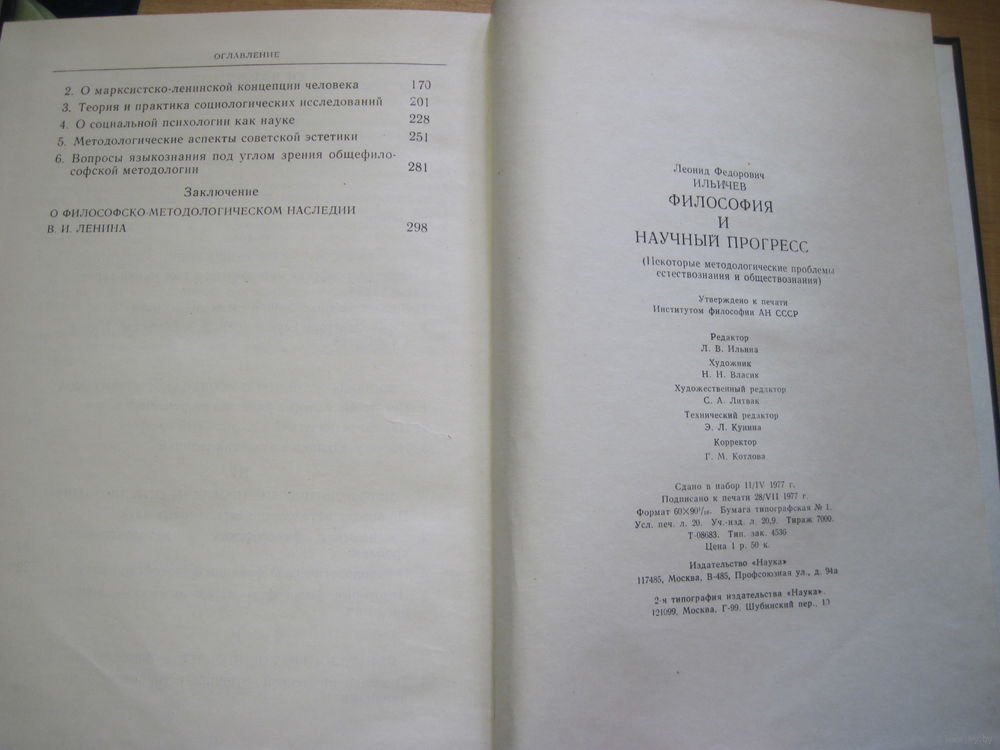 ОГЛАВЛЕНИЕ
2. О марксистско-ленинской концепции человека 170
3. Теория и практика социологических исследований 201
4. О социальной психологии как науке 228
5. Методологические аспекты советской эстетики 251
6. Вопросы языкознания под углом зрения общефило-
софской методологии 281
Заключение
О ФИЛОСОФСКО-МЕТОДОЛОГИЧЕСКОМ НАСЛЕДИИ
В. И. ЛЕНИНА 298
Леонид Федорович
ИЛЬИЧЕВ
ФИЛОСОФИЯ
И
НАУЧНЫЙ ПРОГРЕСС
(Некоторые методологические проблемы
естествознания и обществознания)
Утверждено к печати
Институтом философии АН СССР
Редактор
Л. В. Ильина
Художник
Н. Н. Власик
Художественный редактор
С. А. Литвак
Технический редактор
Э. Л. Кунина
Корректор
Г. М. Котлова
Сдано в набор 11/IV 1977 г.
Подписано к печати 28/VII 1977 г.
Формат 60×90¹/₁₆. Бумага типографская № 1.
Усл. печ. л. 20. Уч.-изд. л. 20,9. Тираж 7000.
Т-08683. Тип. зак. 4536
Цена 1 р. 50 к.
Издательство «Наука»
117485, Москва, В-485, Профсоюзная ул., д. 94а
2-я типография издательства «Наука».
121099, Москва, Г-99, Шубинский пер., 10